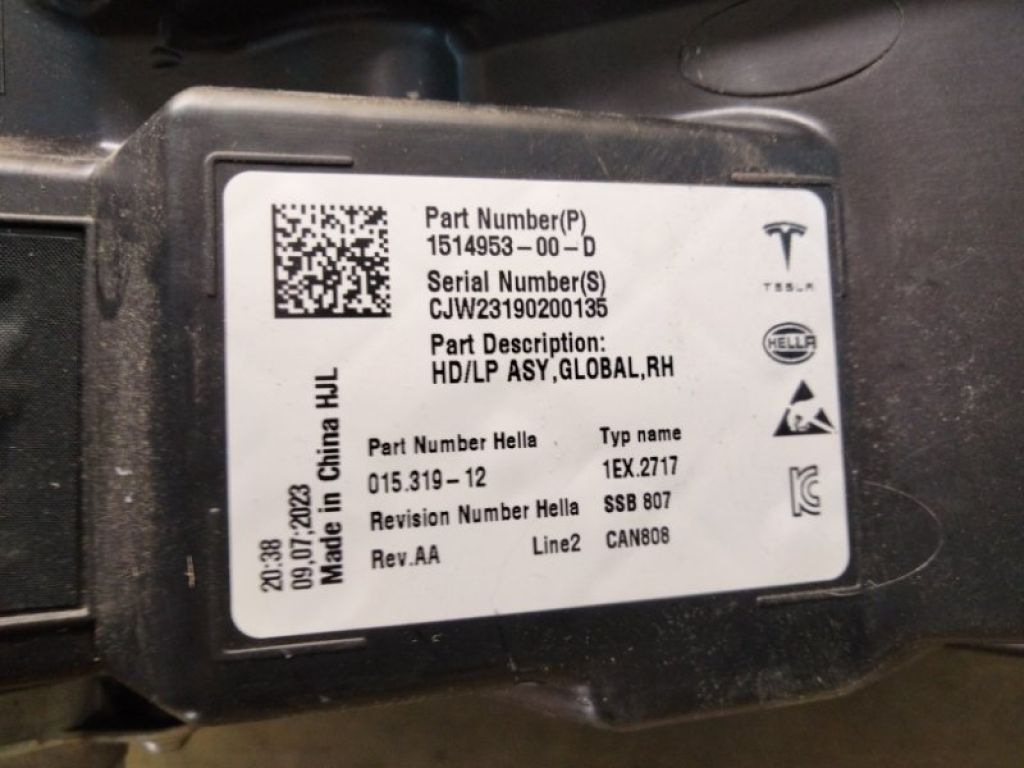 Part Number(P)
1514953-00-D
Serial Number(S)
CJW23190200135
Part Description:
HD/LP ASY,GLOBAL,RH
TESLA
HELLA
Part Number Hella
015.319-12
Revision Number Hella
Rev.AA
Line2
Typ name
1EX.2717
SSB 807
CAN808
20:38
09,07,2023
Made in China HJL